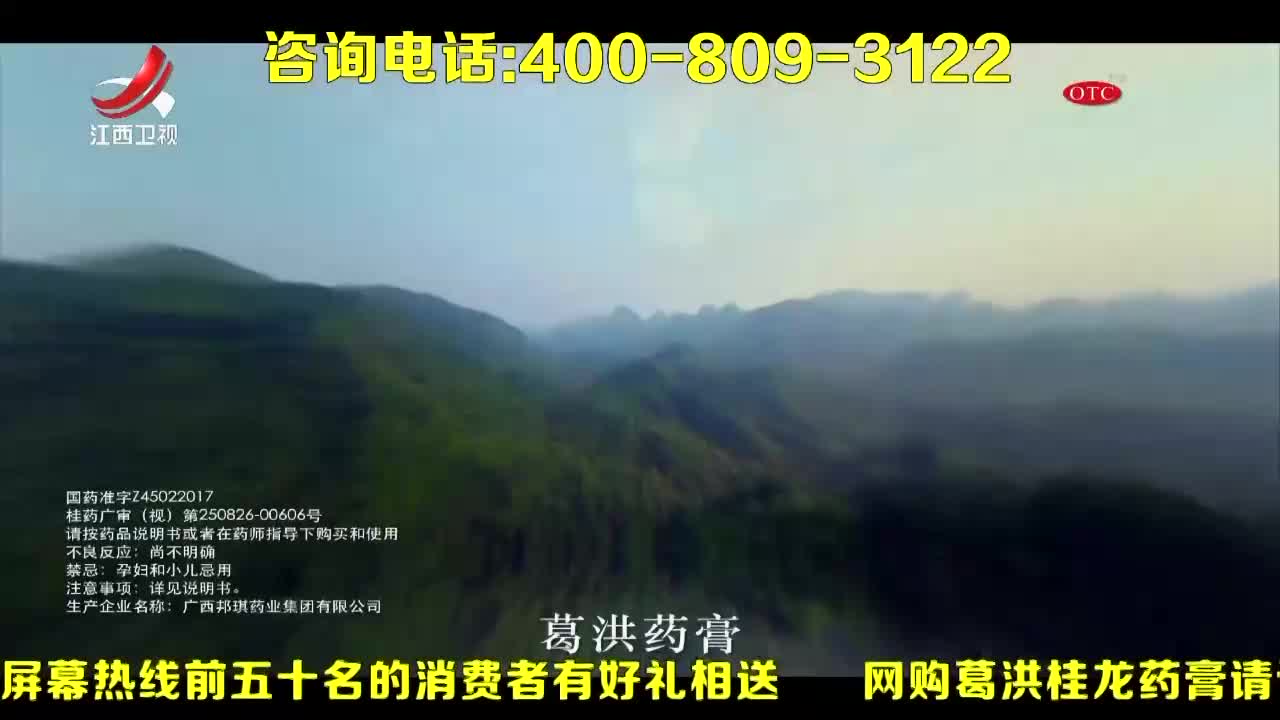 咨询电话:400-809-3122
江西卫视
OTC
国药准字Z45022017
桂药广审（视）第250826-00606号
请按药品说明书或者在药师指导下购买和使用
不良反应：尚不明确
禁忌：孕妇和小儿忌用
注意事项：详见说明书。
生产企业名称：广西邦琪药业集团有限公司
葛洪药膏
屏幕热线前五十名的消费者有好礼相送 网购葛洪桂龙药膏请